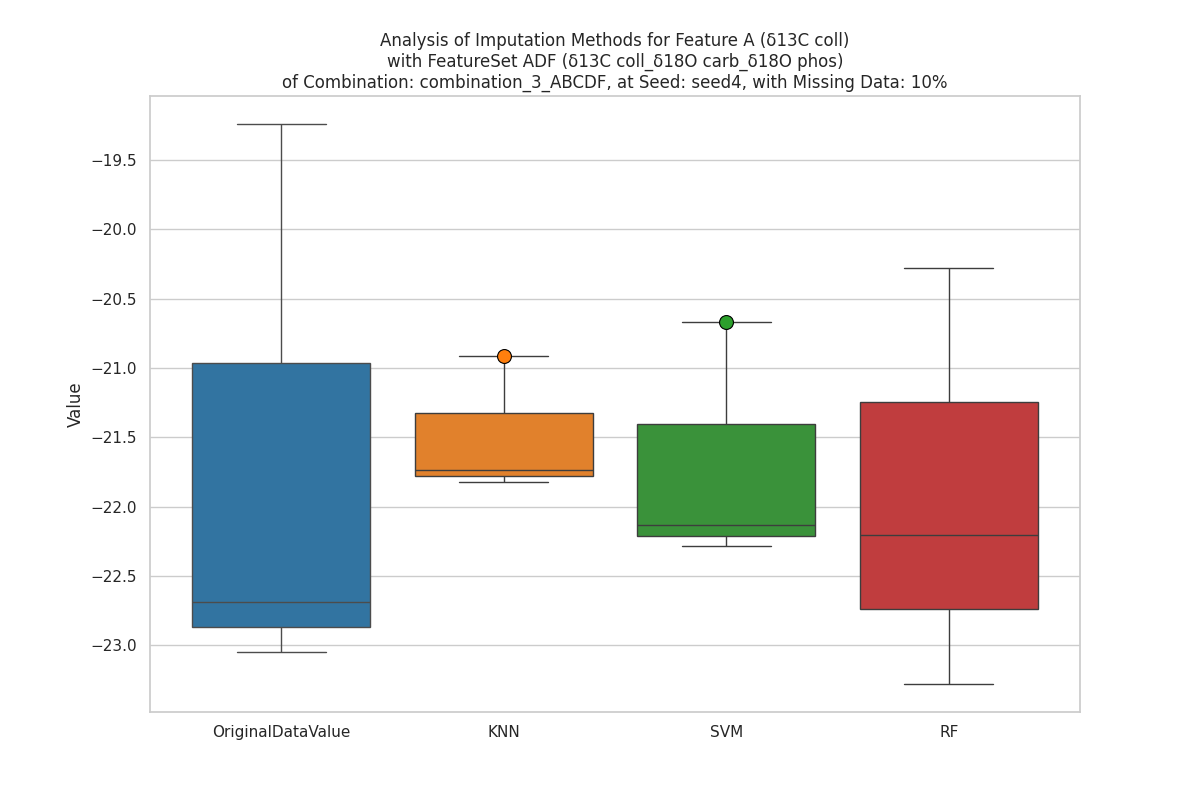 Analysis of Imputation Methods for Feature A (δ13C coll)
with FeatureSet ADF (δ13C coll_δ18O carb_δ18O phos)
of Combination: combination_3_ABCDF, at Seed: seed4, with Missing Data: 10%
Value
−19.5
−20.0
−20.5
−21.0
−21.5
−22.0
−22.5
−23.0
OriginalDataValue
KNN
SVM
RF